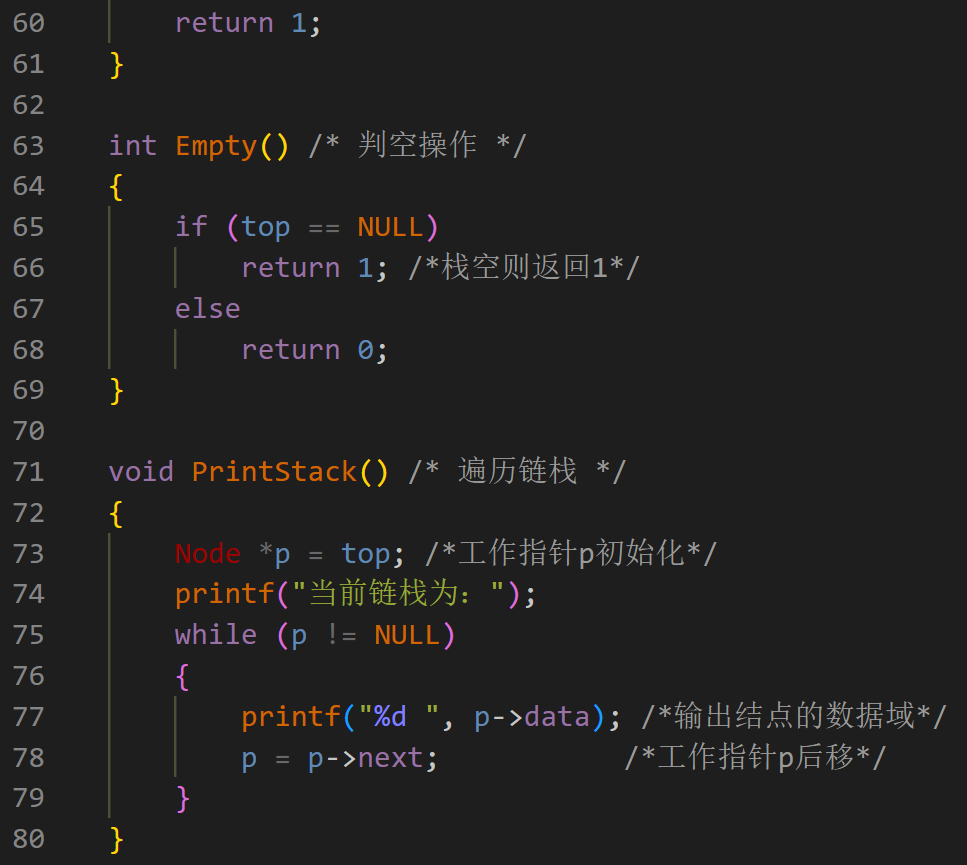 60 return 1;
61 }
62
63 int Empty() /* 判空操作 */
64 {
65 if (top == NULL)
66 return 1; /*栈空则返回1*/
67 else
68 return 0;
69 }
70
71 void PrintStack() /* 遍历链栈 */
72 {
73 Node *p = top; /*工作指针p初始化*/
74 printf("当前链栈为：");
75 while (p != NULL)
76 {
77 printf("%d ", p->data); /*输出结点的数据域*/
78 p = p->next; /*工作指针p后移*/
79 }
80 }